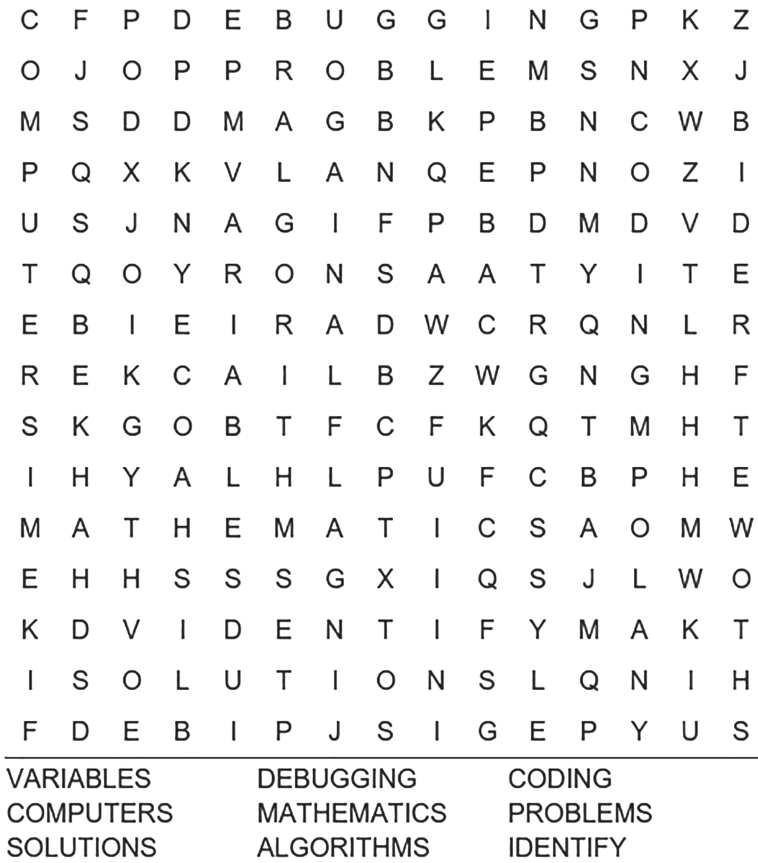 C F P D E B U G G I N G P K Z
O J O P P R O B L E M S N X J
M S D D M A G B K P B N C W B
P Q X K V L A N Q E P N O Z I
U S J N A G I F P B D M D V D
T Q O Y R O N S A A T Y I T E
E B I E I R A D W C R Q N L R
R E K C A I L B Z W G N G H F
S K G O B T F C F K Q T M H T
I H Y A L H L P U F C B P H E
M A T H E M A T I C S A O M W
E H H S S S G X I Q S J L W O
K D V I D E N T I F Y M A K T
I S O L U T I O N S L Q N I H
F D E B I P J S I G E P Y U S
VARIABLES DEBUGGING CODING
COMPUTERS MATHEMATICS PROBLEMS
SOLUTIONS ALGORITHMS IDENTIFY